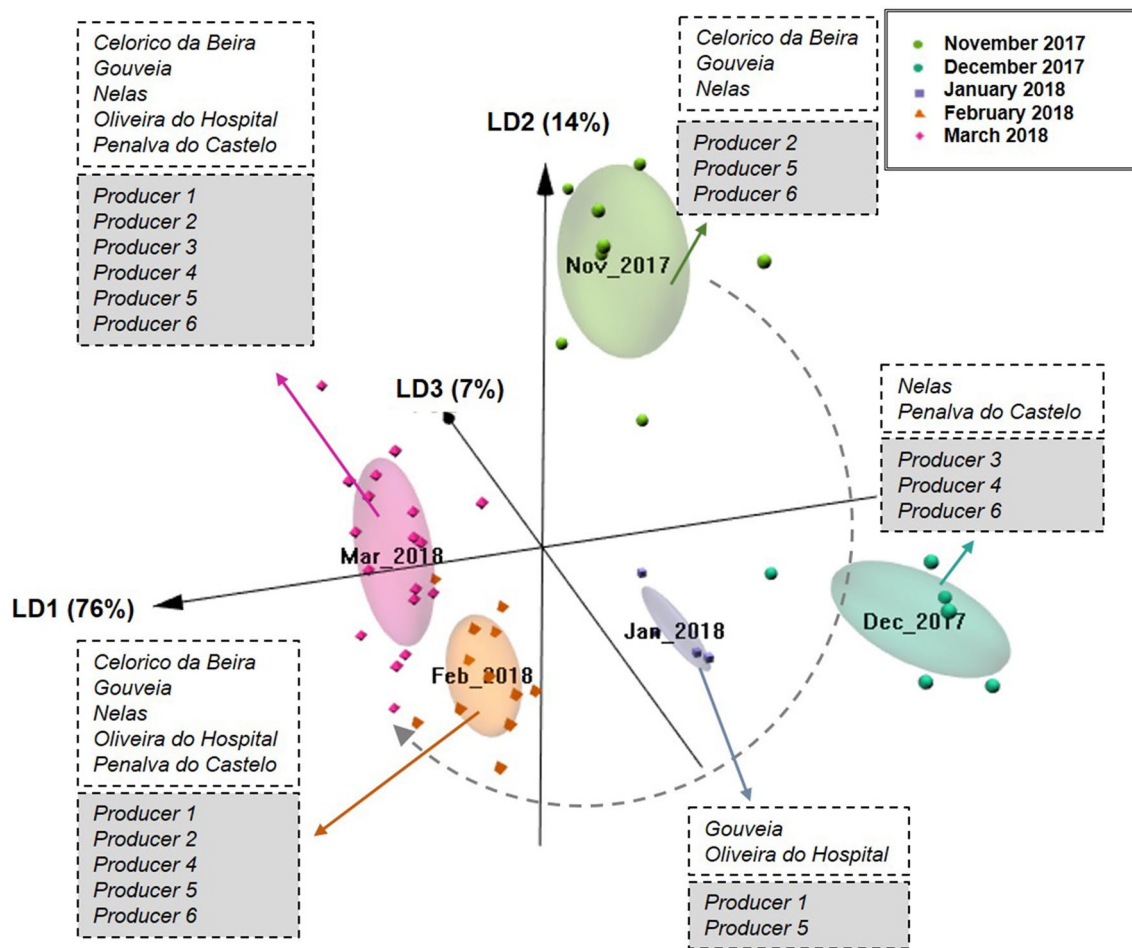 Celorico da Beira
Gouveia
Nelas
Oliveira do Hospital
Penalva do Castelo
Producer 1
Producer 2
Producer 3
Producer 4
Producer 5
Producer 6
Celorico da Beira
Gouveia
Nelas
Producer 2
Producer 5
Producer 6
November 2017
December 2017
January 2018
February 2018
March 2018
LD2 (14%)
Nov_2017
LD3 (7%)
Nelas
Penalva do Castelo
Producer 3
Producer 4
Producer 6
Mar_2018
LD1 (76%)
Jan_2018
Dec_2017
Feb_2018
Celorico da Beira
Gouveia
Nelas
Oliveira do Hospital
Penalva do Castelo
Producer 1
Producer 2
Producer 4
Producer 5
Producer 6
Gouveia
Oliveira do Hospital
Producer 1
Producer 5